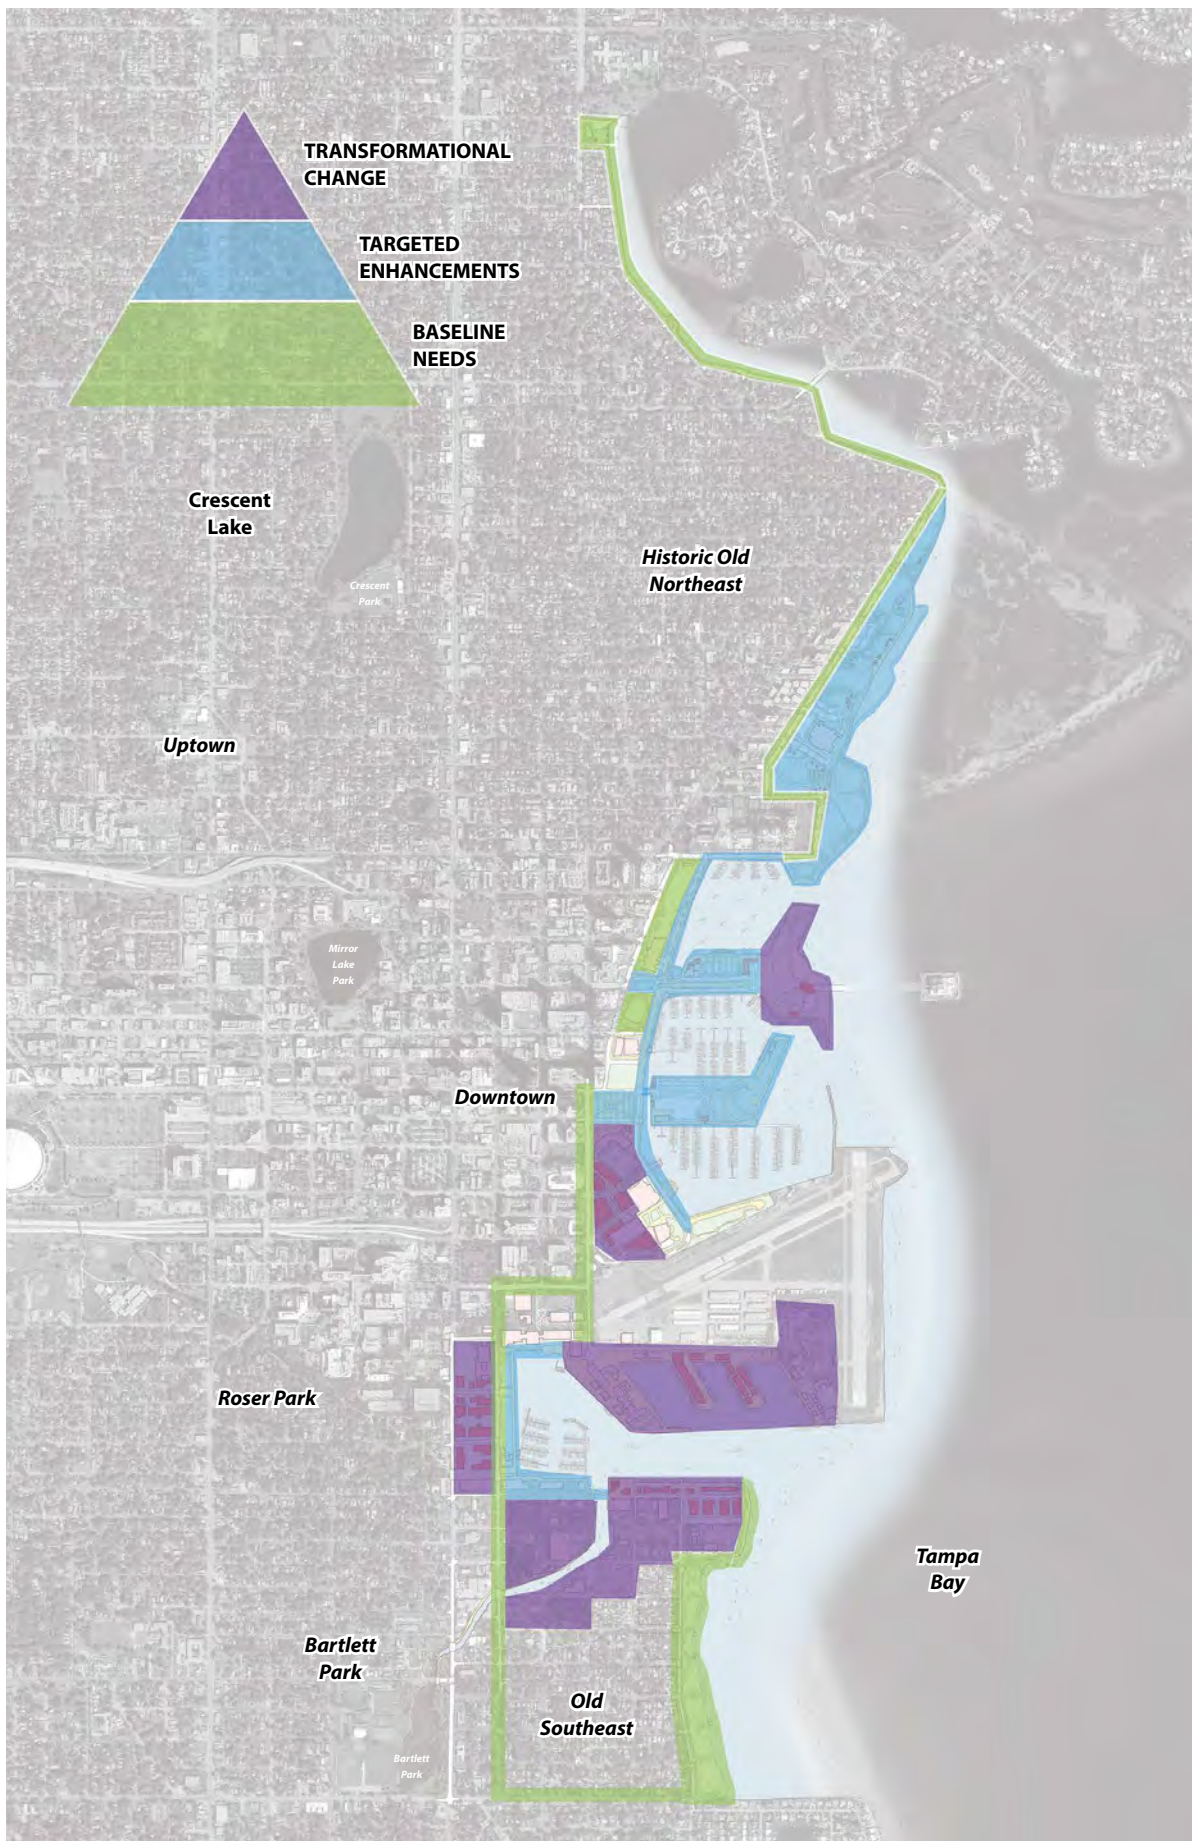 TRANSFORMATIONAL
CHANGE
TARGETED
ENHANCEMENTS
BASELINE
NEEDS
Crescent
Lake
Historic Old
Northeast
Crescent
Park
Uptown
Mirror
Lake
Park
Downtown
Roser Park
Tampa
Bay
Bartlett
Park
Old
Southeast
Bartlett
Park